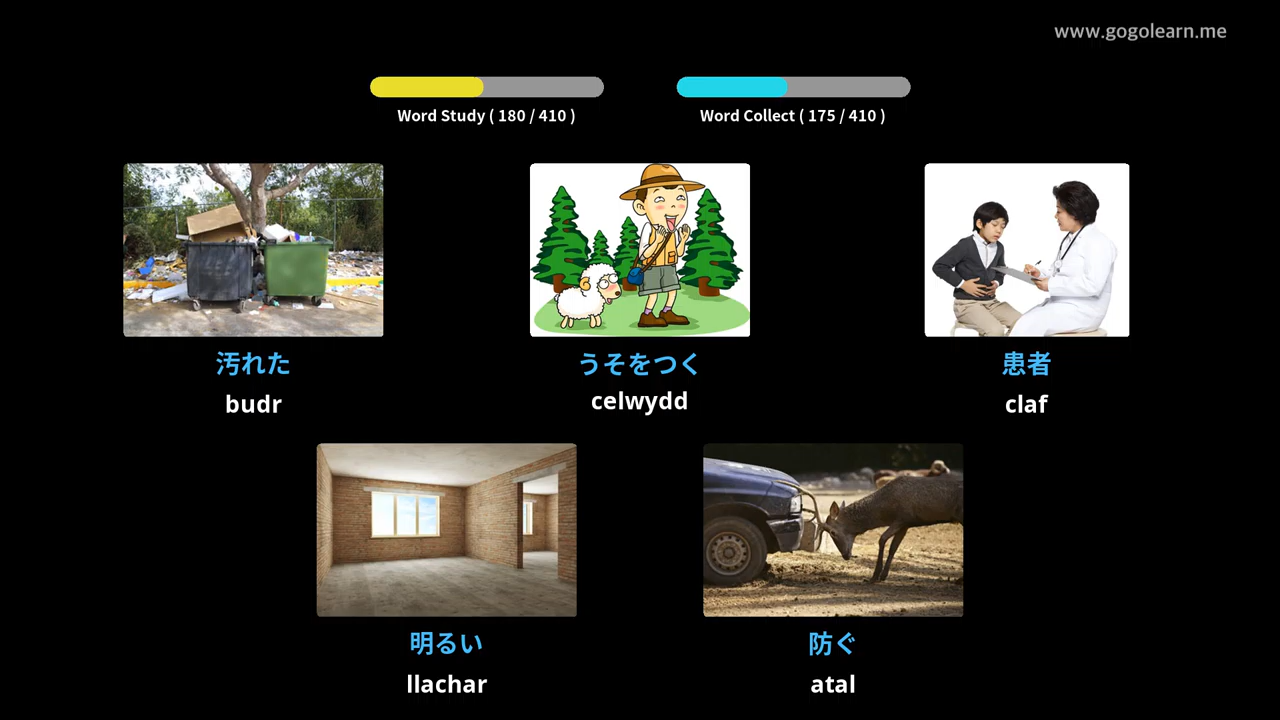 www.gogolearn.me
Word Study ( 180 / 410 )
Word Collect ( 175 / 410 )
汚れた
budr
うそをつく
celwydd
患者
claf
明るい
llachar
防ぐ
atal